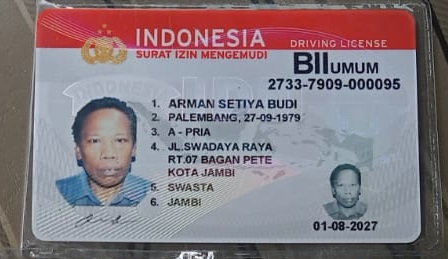 INDONESIA
SURAT IZIN MENGEMUDI
DRIVING LICENSE
BII UMUM
2733-7909-000095
1. ARMAN SETIYA BUDI
2. PALEMBANG, 27-09-1979
3. A - PRIA
4. JL.SWADAYA RAYA
RT.07 BAGAN PETE
KOTA JAMBI
5. SWASTA
6. JAMBI
01-08-2027